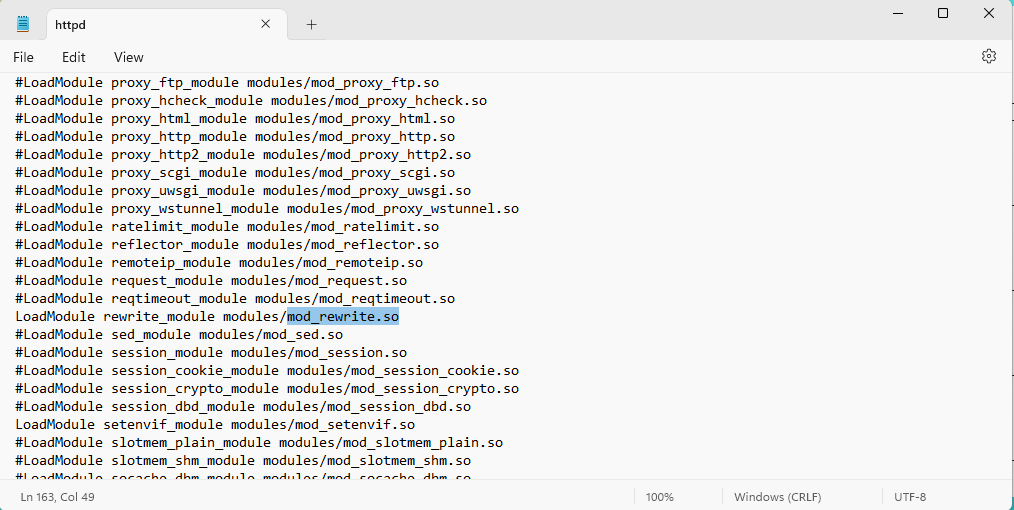 httpd
File Edit View
#LoadModule proxy_ftp_module modules/mod_proxy_ftp.so
#LoadModule proxy_hcheck_module modules/mod_proxy_hcheck.so
#LoadModule proxy_html_module modules/mod_proxy_html.so
#LoadModule proxy_http_module modules/mod_proxy_http.so
#LoadModule proxy_http2_module modules/mod_proxy_http2.so
#LoadModule proxy_scgi_module modules/mod_proxy_scgi.so
#LoadModule proxy_uwsgi_module modules/mod_proxy_uwsgi.so
#LoadModule proxy_wstunnel_module modules/mod_proxy_wstunnel.so
#LoadModule ratelimit_module modules/mod_ratelimit.so
#LoadModule reflector_module modules/mod_reflector.so
#LoadModule remoteip_module modules/mod_remoteip.so
#LoadModule request_module modules/mod_request.so
#LoadModule reqtimeout_module modules/mod_reqtimeout.so
LoadModule rewrite_module modules/mod_rewrite.so
#LoadModule sed_module modules/mod_sed.so
#LoadModule session_module modules/mod_session.so
#LoadModule session_cookie_module modules/mod_session_cookie.so
#LoadModule session_crypto_module modules/mod_session_crypto.so
#LoadModule session_dbd_module modules/mod_session_dbd.so
LoadModule setenvif_module modules/mod_setenvif.so
#LoadModule slotmem_plain_module modules/mod_slotmem_plain.so
#LoadModule slotmem_shm_module modules/mod_slotmem_shm.so
#LoadModule socache_dbm_module modules/mod_socache_dbm.so
Ln 163, Col 49 100% Windows (CRLF) UTF-8